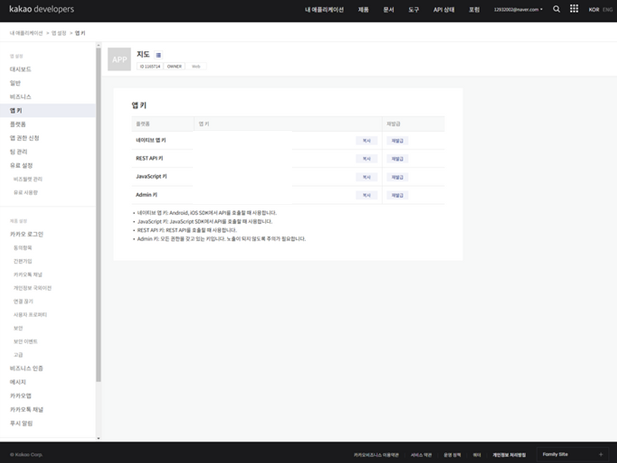 kakao developers
내 애플리케이션 제품 문서 도구 API 상태 포럼 KOR ENG
내 애플리케이션 > 앱 설정 > 앱 키
앱 설정
대시보드
일반
비즈니스
앱 키
플랫폼
앱 권한 신청
팀 관리
유료 설정
비즈월렛 관리
유료 사용량
제품 설정
카카오 로그인
동의항목
간편가입
카카오톡 채널
개인정보 국외이전
연결 끊기
사용자 프로퍼티
보안
보안 이벤트
고급
비즈니스 인증
메시지
카카오맵
카카오톡 채널
푸시 알림
APP
지도
ID 1165714 OWNER Web
앱 키
플랫폼 앱 키 재발급
네이티브 앱 키 복사 재발급
REST API 키 복사 재발급
JavaScript 키 복사 재발급
Admin 키 복사 재발급
• 네이티브 앱 키: Android, iOS SDK에서 API를 호출할 때 사용합니다.
• JavaScript 키: JavaScript SDK에서 API를 호출할 때 사용합니다.
• REST API 키: REST API를 호출할 때 사용합니다.
• Admin 키: 모든 권한을 갖고 있는 키입니다. 노출이 되지 않도록 주의가 필요합니다.
© Kakao Corp.
카카오비즈니스 이용약관 서비스 약관 운영 정책 제휴 개인정보 처리방침 Family Site +